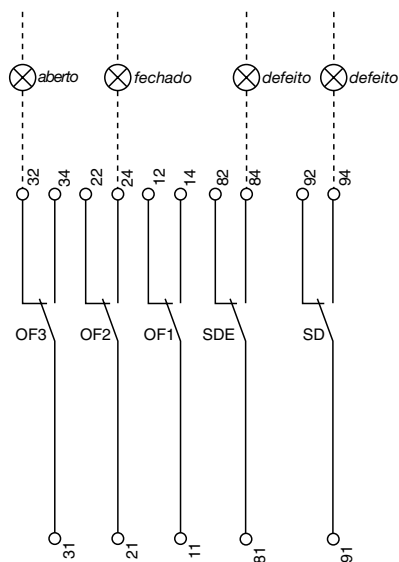 aberto fechado defeito defeito
32 34 22 24 12 14 82 84 92 94
OF3 OF2 OF1 SDE SD
31 21 11 81 91